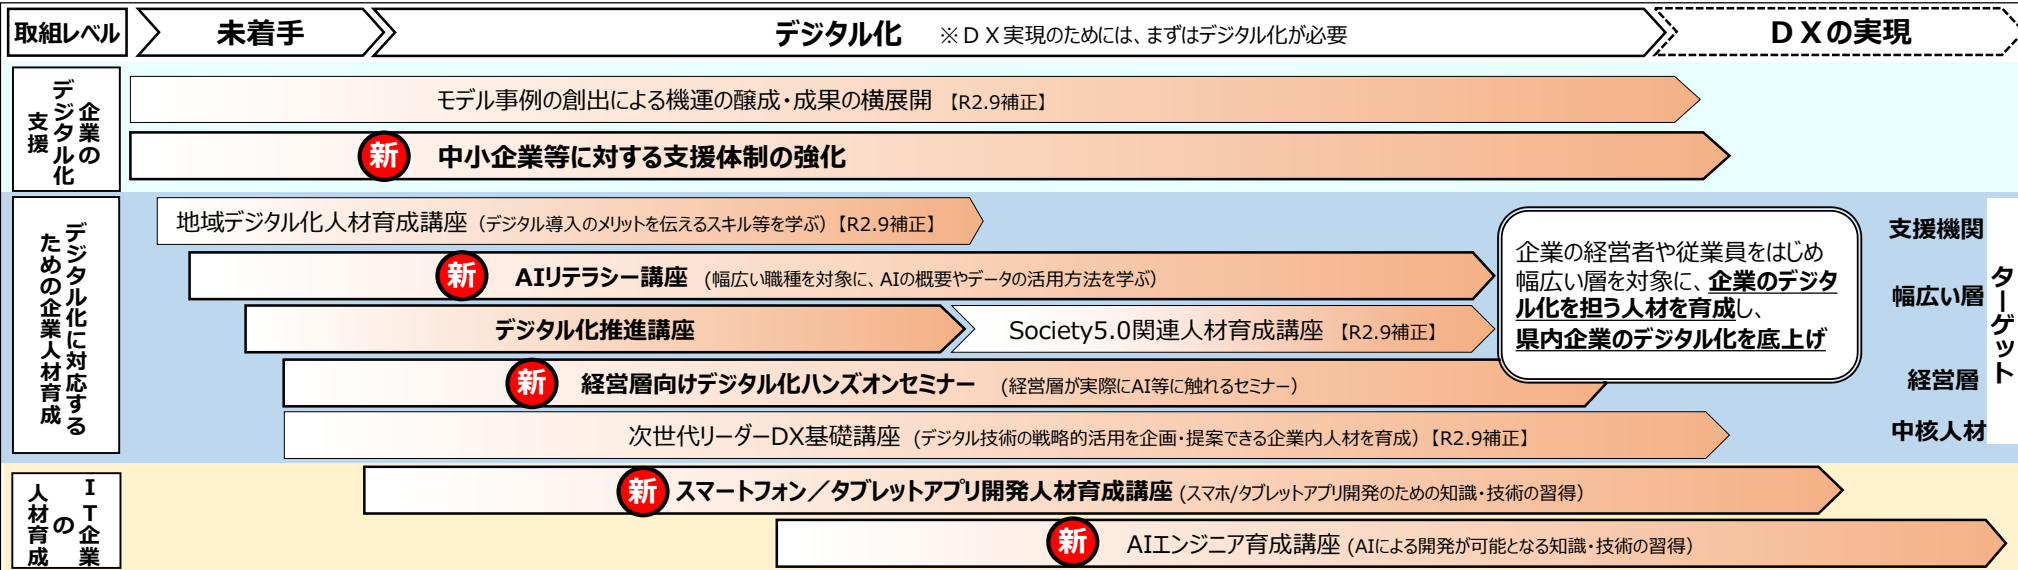 取組レベル
未着手
デジタル化 ※ＤＸ実現のためには、まずはデジタル化が必要
ＤＸの実現
企業の
デジタル化
支援
モデル事例の創出による機運の醸成・成果の横展開 【R2.9補正】
新 中小企業等に対する支援体制の強化
デジタル化に対応する
ための企業人材育成
地域デジタル化人材育成講座 (デジタル導入のメリットを伝えるスキル等を学ぶ) 【R2.9補正】
新 AIリテラシー講座 (幅広い職種を対象に、AIの概要やデータの活用方法を学ぶ)
デジタル化推進講座
Society5.0関連人材育成講座 【R2.9補正】
新 経営層向けデジタル化ハンズオンセミナー (経営層が実際にAI等に触れるセミナー)
次世代リーダーDX基礎講座 (デジタル技術の戦略的活用を企画・提案できる企業内人材を育成) 【R2.9補正】
企業の経営者や従業員をはじめ
幅広い層を対象に、企業のデジタ
ル化を担う人材を育成し、
県内企業のデジタル化を底上げ
支援機関
幅広い層
経営層
中核人材
ターゲット
ＩＴ企業
の
人材育成
新 スマートフォン／タブレットアプリ開発人材育成講座 (スマホ/タブレットアプリ開発のための知識・技術の習得)
新 AIエンジニア育成講座 (AIによる開発が可能となる知識・技術の習得)